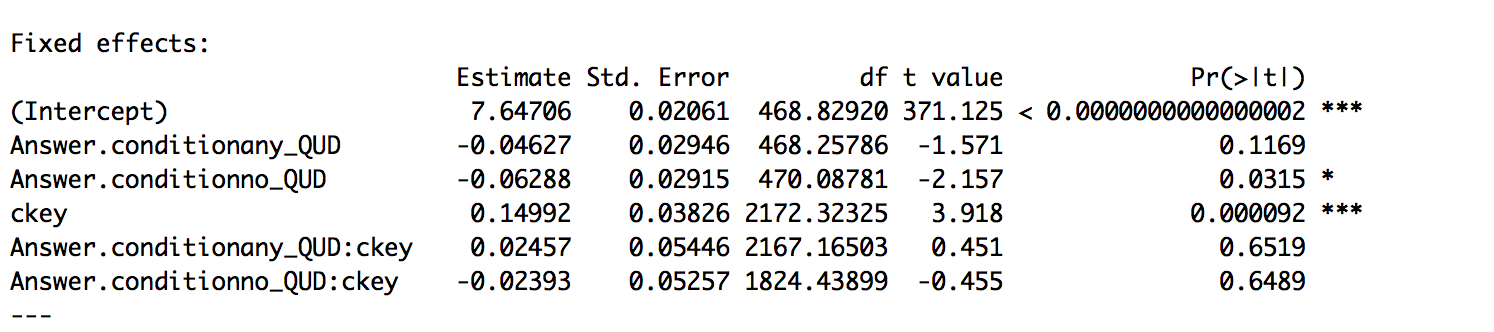 Fixed effects:
Estimate Std. Error df t value Pr(>|t|)
(Intercept) 7.64706 0.02061 468.82920 371.125 < 0.0000000000000002 ***
Answer.conditionany_QUD -0.04627 0.02946 468.25786 -1.571 0.1169
Answer.conditionno_QUD -0.06288 0.02915 470.08781 -2.157 0.0315 *
ckey 0.14992 0.03826 2172.32325 3.918 0.000092 ***
Answer.conditionany_QUD:ckey 0.02457 0.05446 2167.16503 0.451 0.6519
Answer.conditionno_QUD:ckey -0.02393 0.05257 1824.43899 -0.455 0.6489
---